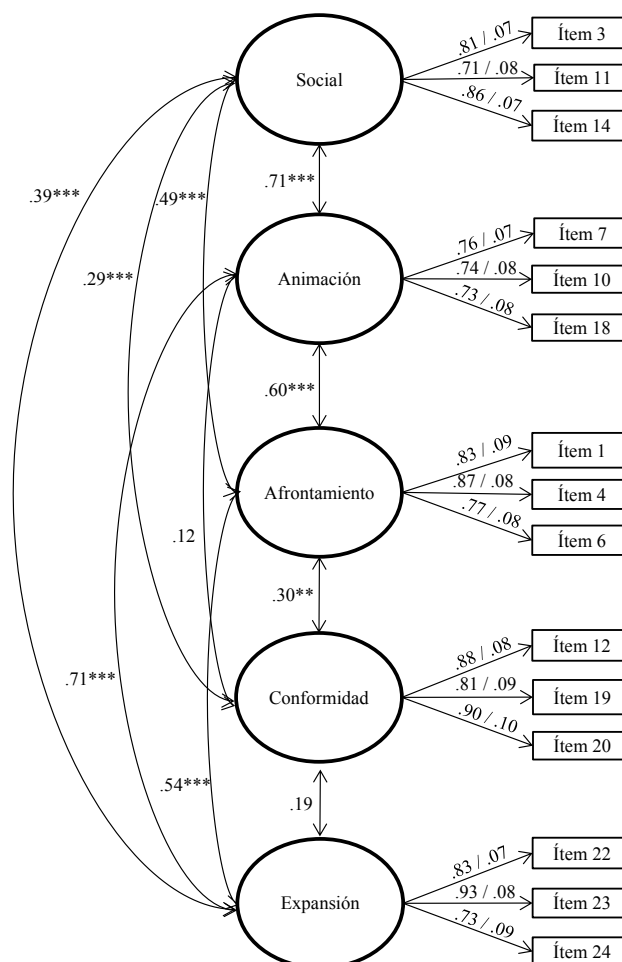 .81 / .07
Ítem 3
Social
.71 / .08
Ítem 11
.86 / .07
Ítem 14
.39***
.49***
.71***
.29***
.76 / .07
Ítem 7
Animación
.74 / .08
Ítem 10
.73 / .08
Ítem 18
.60***
.83 / .09
Ítem 1
Afrontamiento
.87 / .08
Ítem 4
.77 / .08
Ítem 6
.12
.30**
.88 / .08
Ítem 12
Conformidad
.81 / .09
Ítem 19
.90 / .10
Ítem 20
.71***
.54***
.19
.83 / .07
Ítem 22
Expansión
.93 / .08
Ítem 23
.73 / .09
Ítem 24